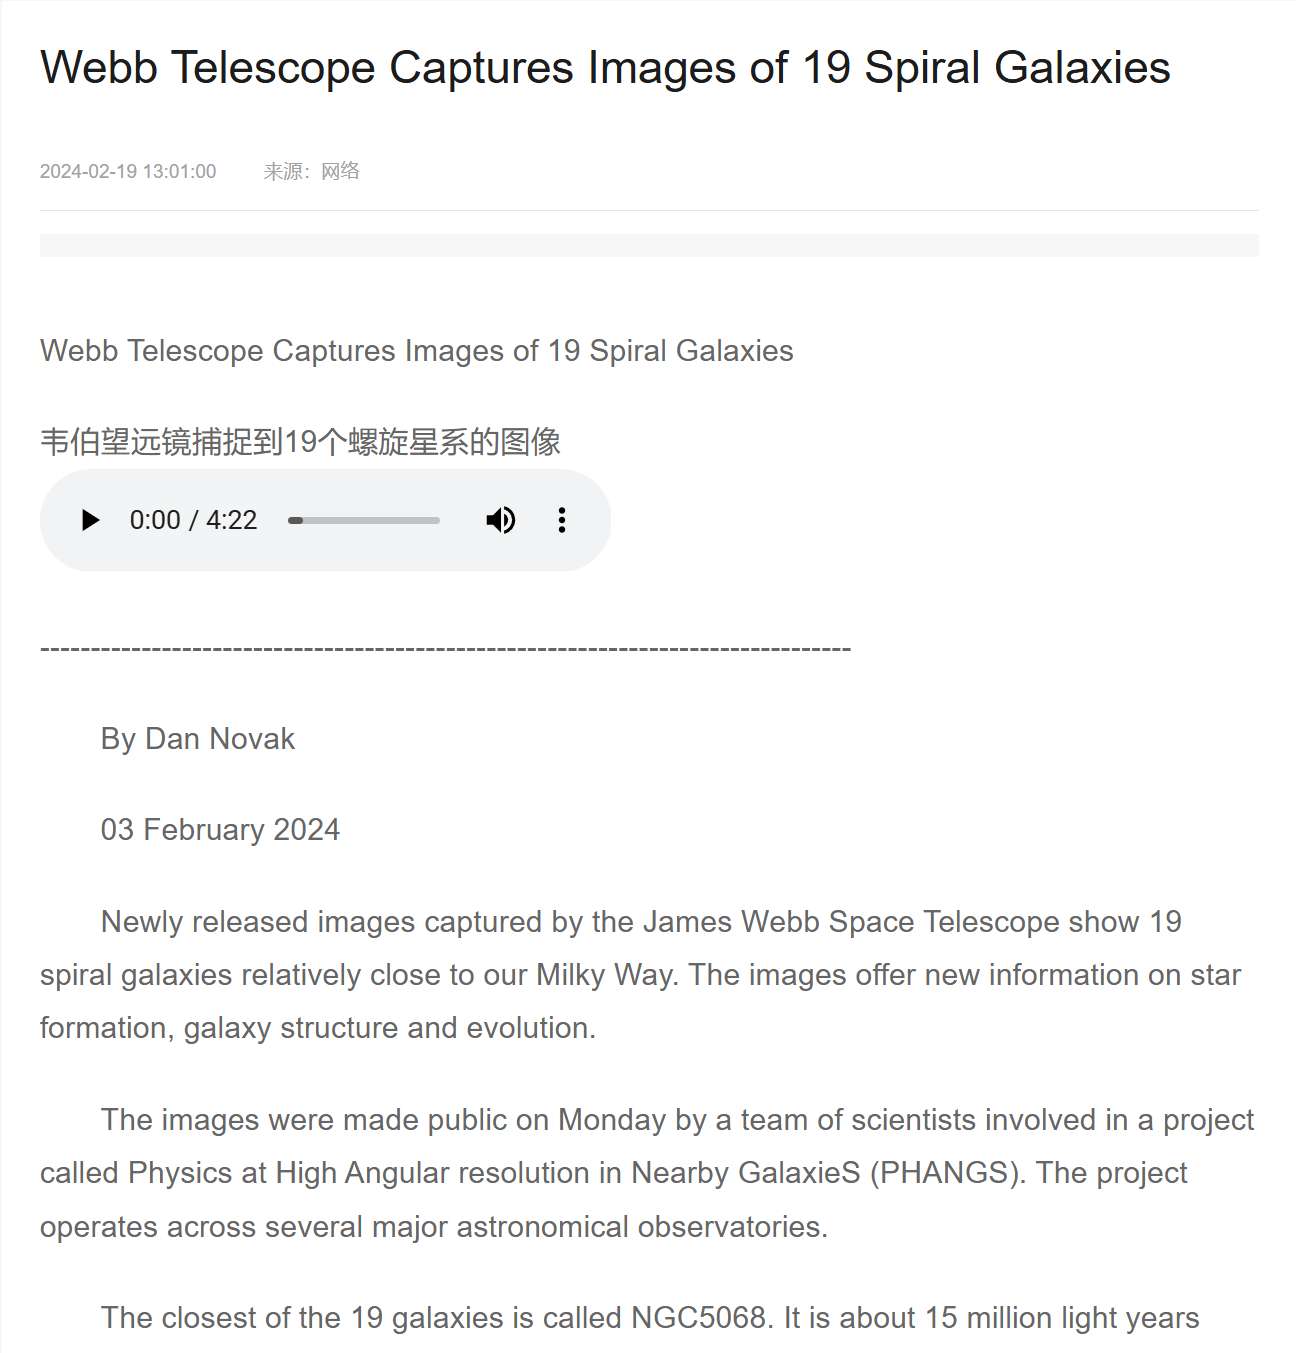 Webb Telescope Captures Images of 19 Spiral Galaxies
2024-02-19 13:01:00 来源：网络
Webb Telescope Captures Images of 19 Spiral Galaxies
韦伯望远镜捕捉到19个螺旋星系的图像
0:00 / 4:22
--------------------------------------------------------------------------------
By Dan Novak
03 February 2024
Newly released images captured by the James Webb Space Telescope show 19
spiral galaxies relatively close to our Milky Way. The images offer new information on star
formation, galaxy structure and evolution.
The images were made public on Monday by a team of scientists involved in a project
called Physics at High Angular resolution in Nearby GalaxieS (PHANGS). The project
operates across several major astronomical observatories.
The closest of the 19 galaxies is called NGC5068. It is about 15 million light years